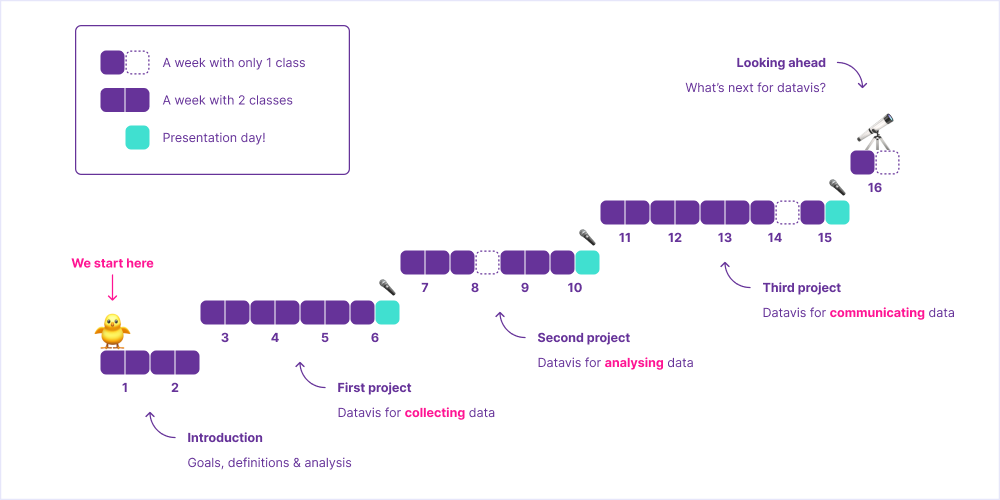 A week with only 1 class
A week with 2 classes
Presentation day!
We start here
1 2
Introduction
Goals, definitions & analysis
3 4 5 6
First project
Datavis for collecting data
7 8 9 10
Second project
Datavis for analysing data
11 12 13 14 15
Third project
Datavis for communicating data
Looking ahead
What’s next for datavis?
16